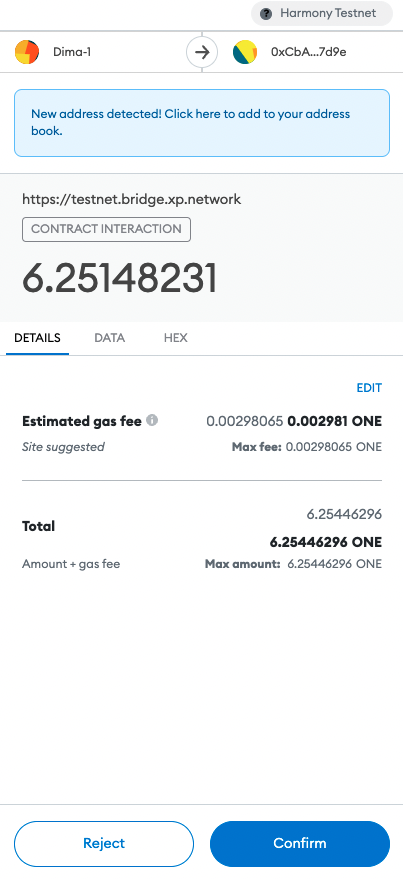 Harmony Testnet
Dima-1
0xCbA...7d9e
New address detected! Click here to add to your address
book.
https://testnet.bridge.xp.network
CONTRACT INTERACTION
6.25148231
DETAILS DATA HEX
EDIT
Estimated gas fee 0.00298065 0.002981 ONE
Site suggested Max fee: 0.00298065 ONE
6.25446296
Total
6.25446296 ONE
Amount + gas fee Max amount: 6.25446296 ONE
Reject Confirm